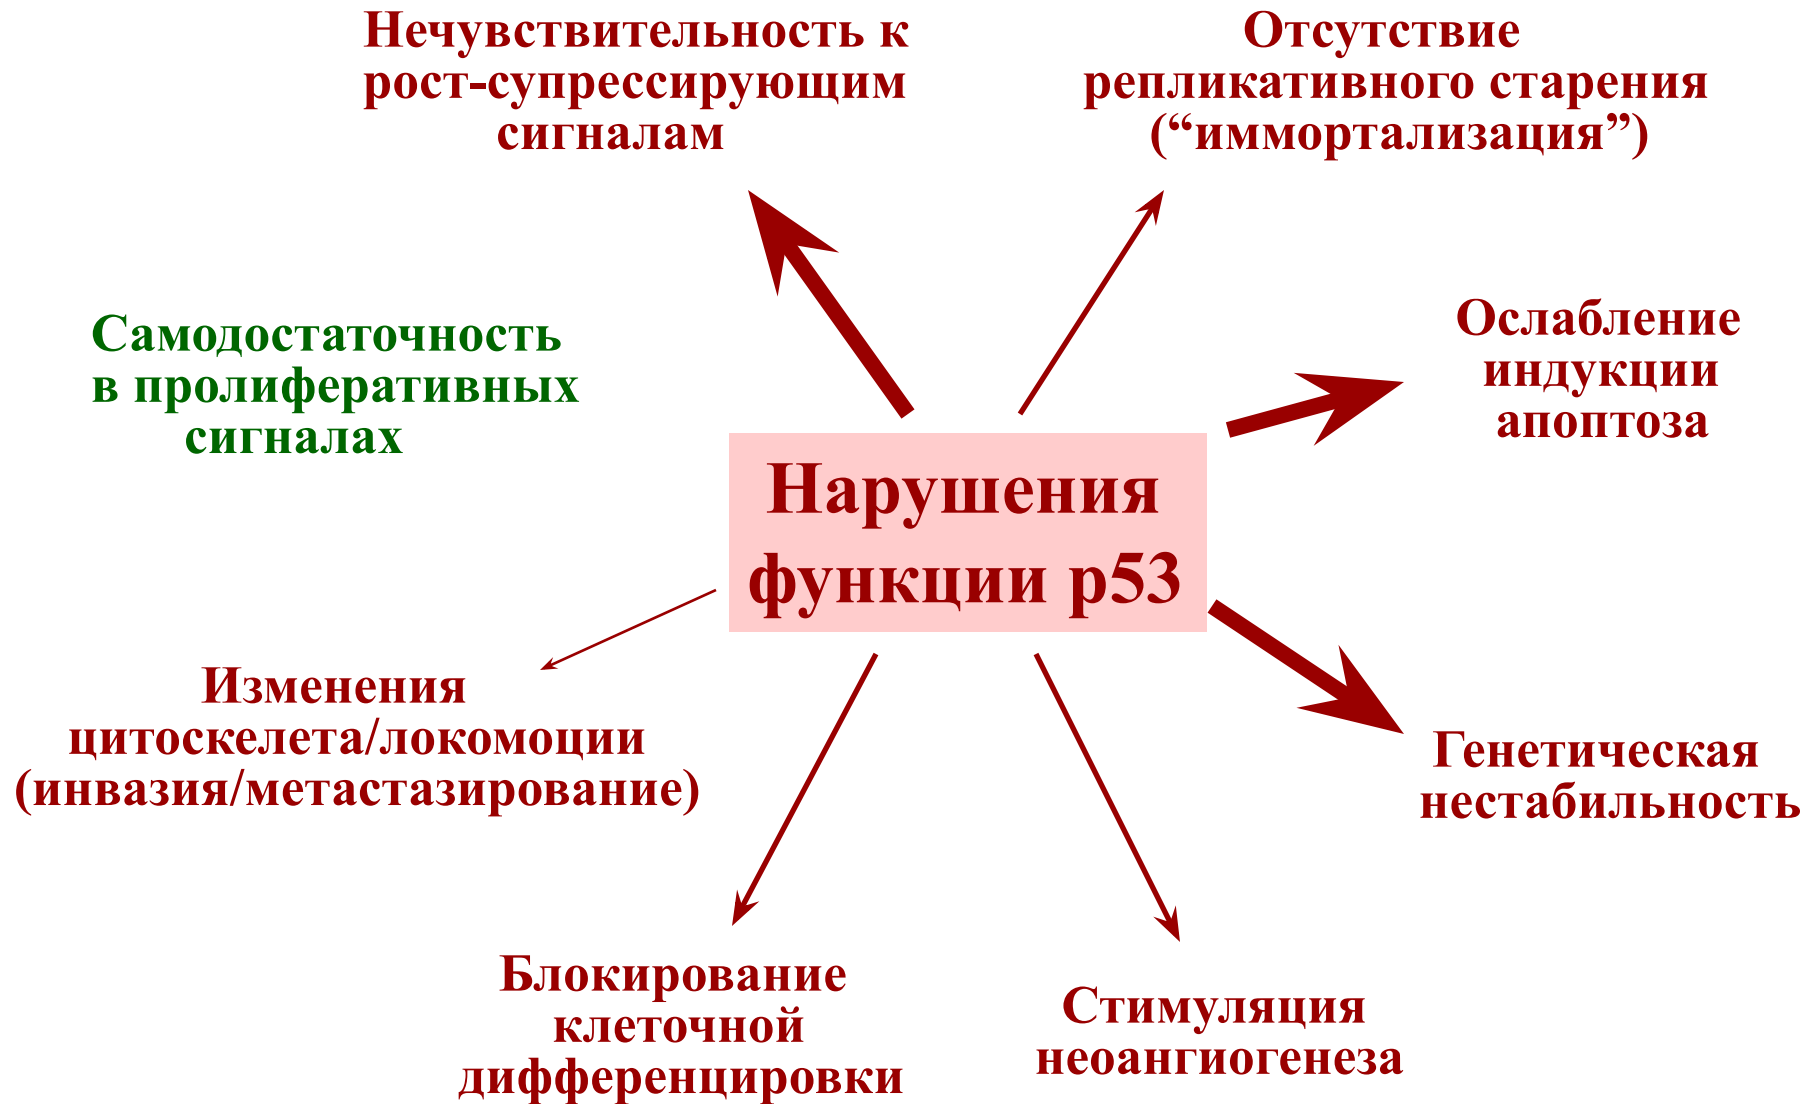 Нечувствительность к
рост-супрессирующим
сигналам
Отсутствие
репликативного старения
(“иммортализация”)
Самодостаточность
в пролиферативных
сигналах
Ослабление
индукции
апоптоза
Нарушения
функции р53
Изменения
цитоскелета/локомоции
(инвазия/метастазирование)
Генетическая
нестабильность
Блокирование
клеточной
дифференцировки
Стимуляция
неоангиогенеза